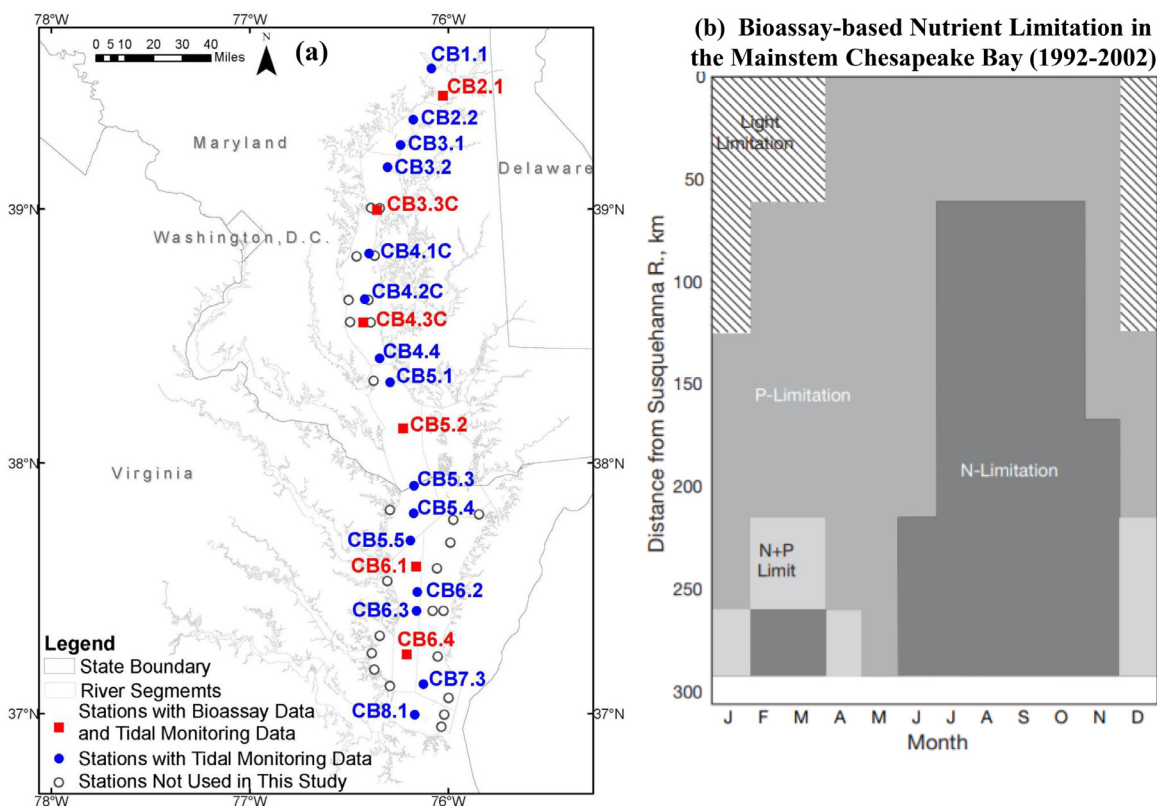 78°W
77°W
76°W
0 5 10 20 30 40
Miles
N
(a)
CB1.1
CB2.1
CB2.2
Maryland
CB3.1
CB3.2
Delaware
39°N
CB3.3C
39°N
Washington, D.C.
CB4.1C
CB4.2C
CB4.3C
CB4.4
CB5.1
CB5.2
38°N
38°N
Virginia
CB5.3
CB5.4
CB5.5
CB6.1
CB6.2
CB6.3
CB6.4
CB7.3
37°N
CB8.1
37°N
Legend
State Boundary
River Segmemts
Stations with Bioassay Data
and Tidal Monitoring Data
Stations with Tidal Monitoring Data
Stations Not Used in This Study
78°W
77°W
76°W
(b) Bioassay-based Nutrient Limitation in
the Mainstem Chesapeake Bay (1992-2002)
Distance from Susquehanna R., km
0
50
100
150
200
250
300
Light
Limitation
P-Limitation
N-Limitation
N+P
Limit
J F M A M J J A S O N D
Month